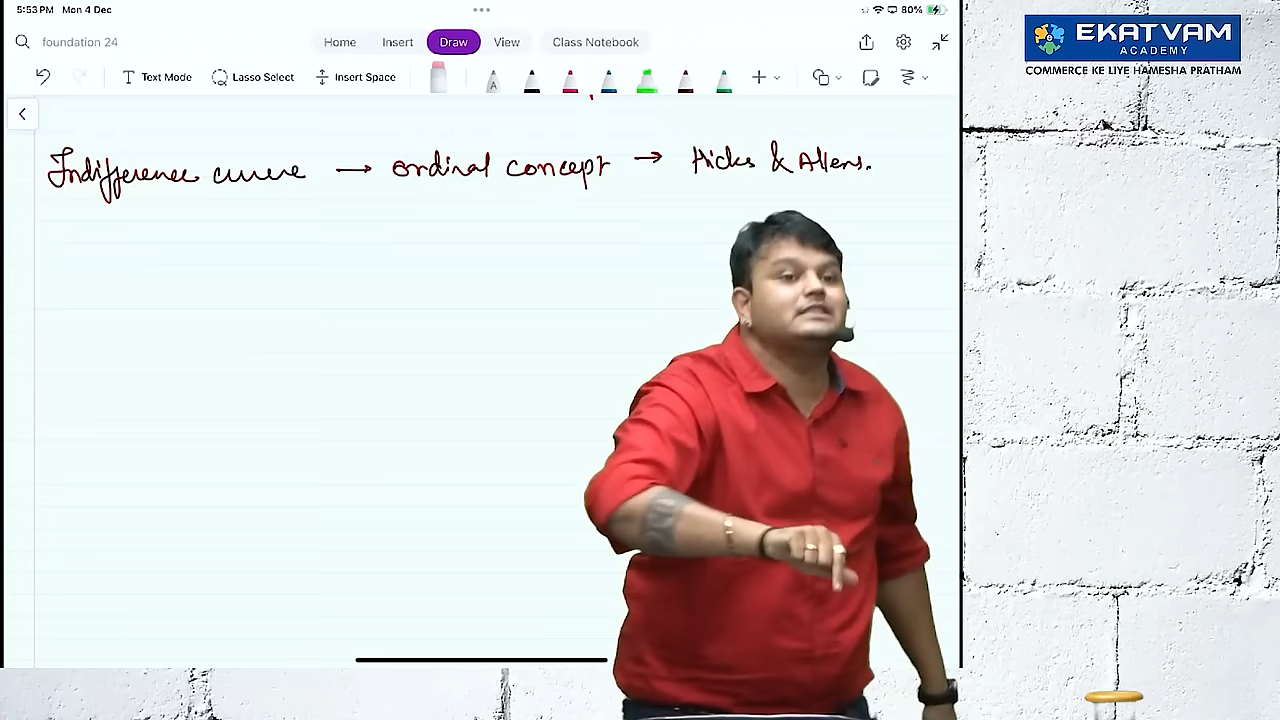 5:53 PM Mon 4 Dec
80%
foundation 24
Home Insert Draw View Class Notebook
Text Mode Lasso Select Insert Space
Indifference curve → ordinal concept → Hicks & Allens.
EKATVAM
ACADEMY
COMMERCE KE LIYE HAMESHA PRATHAM